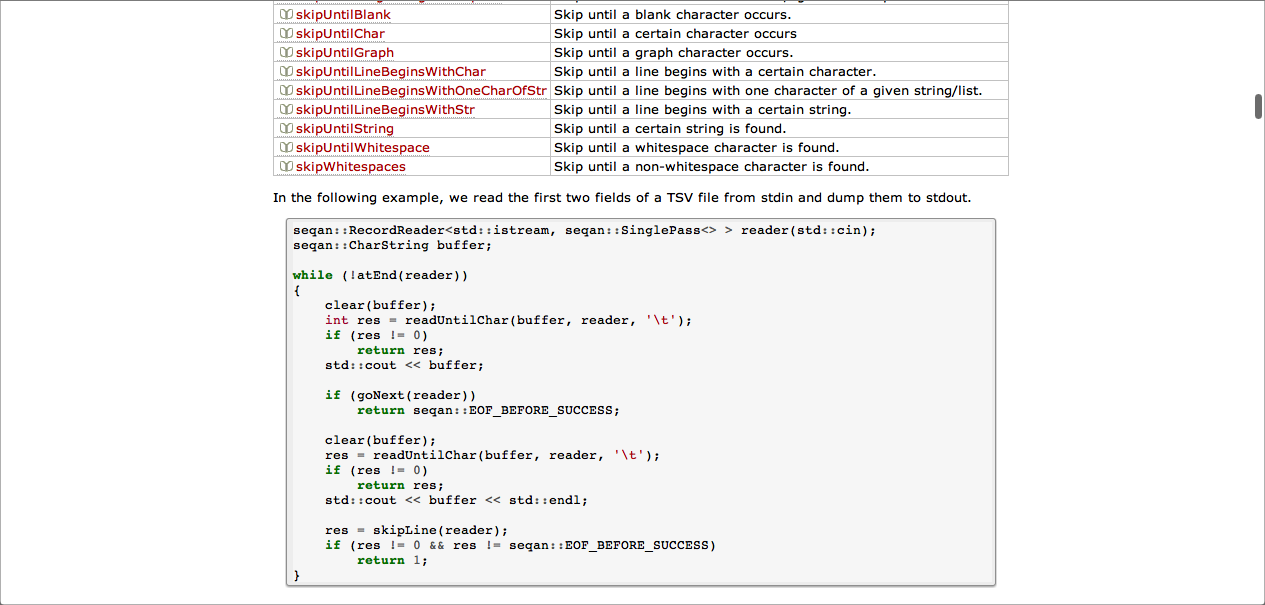 skipUntilBlank Skip until a blank character occurs.
skipUntilChar Skip until a certain character occurs
skipUntilGraph Skip until a graph character occurs.
skipUntilLineBeginsWithChar Skip until a line begins with a certain character.
skipUntilLineBeginsWithOneCharOfStr Skip until a line begins with one character of a given string/list.
skipUntilLineBeginsWithStr Skip until a line begins with a certain string.
skipUntilString Skip until a certain string is found.
skipUntilWhitespace Skip until a whitespace character is found.
skipWhitespaces Skip until a non-whitespace character is found.
In the following example, we read the first two fields of a TSV file from stdin and dump them to stdout.
seqan::RecordReader<std::istream, seqan::SinglePass<> > reader(std::cin);
seqan::CharString buffer;
while (!atEnd(reader))
{
    clear(buffer);
    int res = readUntilChar(buffer, reader, '\t');
    if (res != 0)
        return res;
    std::cout << buffer;
    if (goNext(reader))
        return seqan::EOF_BEFORE_SUCCESS;
    clear(buffer);
    res = readUntilChar(buffer, reader, '\t');
    if (res != 0)
        return res;
    std::cout << buffer << std::endl;
    res = skipLine(reader);
    if (res != 0 && res != seqan::EOF_BEFORE_SUCCESS)
        return 1;
}